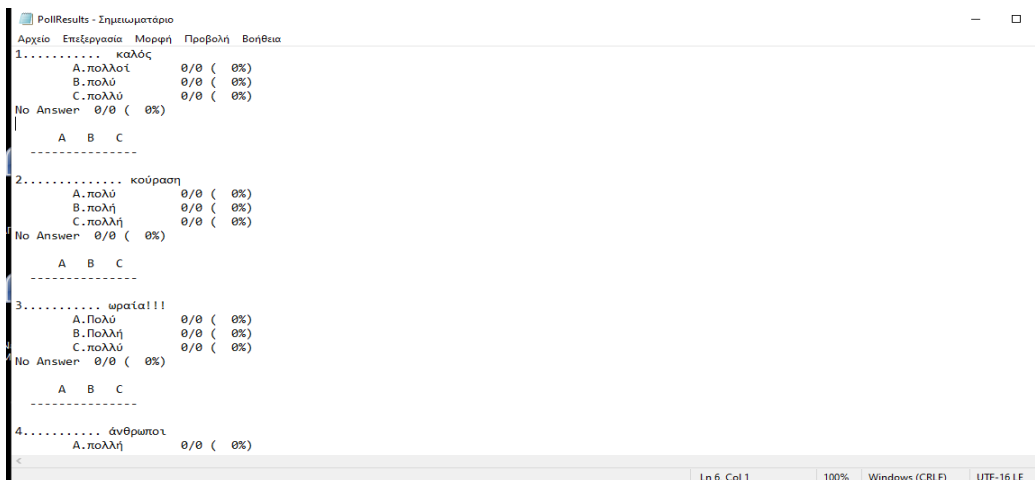 PollResults - Σημειωματάριο
Αρχείο Επεξεργασία Μορφή Προβολή Βοήθεια
1........... καλός
A.πολλοί 0/0 ( 0%)
B.πολύ 0/0 ( 0%)
C.πολλύ 0/0 ( 0%)
No Answer 0/0 ( 0%)
A B C
---------------
2.............. κούραση
A.πολύ 0/0 ( 0%)
B.πολή 0/0 ( 0%)
C.πολλή 0/0 ( 0%)
No Answer 0/0 ( 0%)
A B C
---------------
3........... ωραία!!!
A.Πολύ 0/0 ( 0%)
B.Πολλή 0/0 ( 0%)
C.πολλύ 0/0 ( 0%)
No Answer 0/0 ( 0%)
A B C
---------------
4........... άνθρωποι
A.πολλή 0/0 ( 0%)
Ln 6, Col 1 100% Windows (CRLF) UTF-16 LE